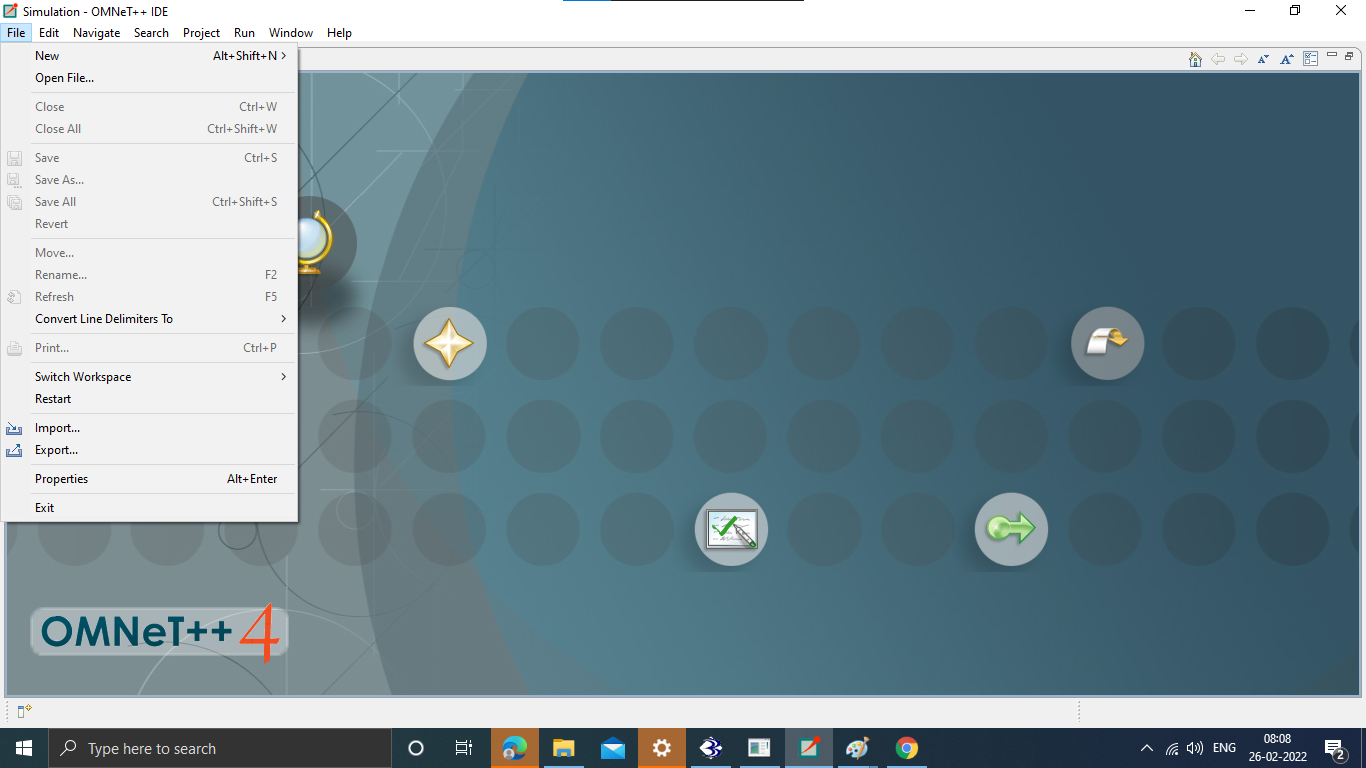 Simulation - OMNeT++ IDE
File Edit Navigate Search Project Run Window Help
New Alt+Shift+N
Open File...
Close Ctrl+W
Close All Ctrl+Shift+W
Save Ctrl+S
Save As...
Save All Ctrl+Shift+S
Revert
Move...
Rename... F2
Refresh F5
Convert Line Delimiters To
Print... Ctrl+P
Switch Workspace
Restart
Import...
Export...
Properties Alt+Enter
Exit
OMNeT++ 4
Type here to search
ENG
08:08
26-02-2022
2